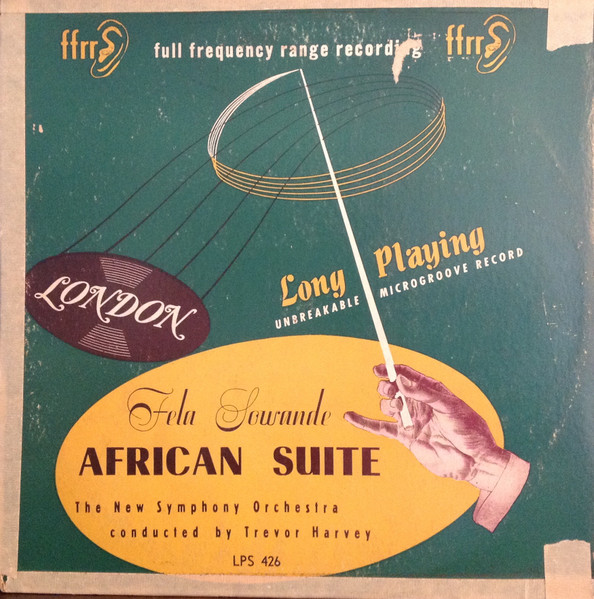 ffrr full frequency range recording ffrr
Long Playing
UNBREAKABLE MICROGROOVE RECORD
LONDON
Fela Sowande
AFRICAN SUITE
The New Symphony Orchestra
conducted by Trevor Harvey
LPS 426